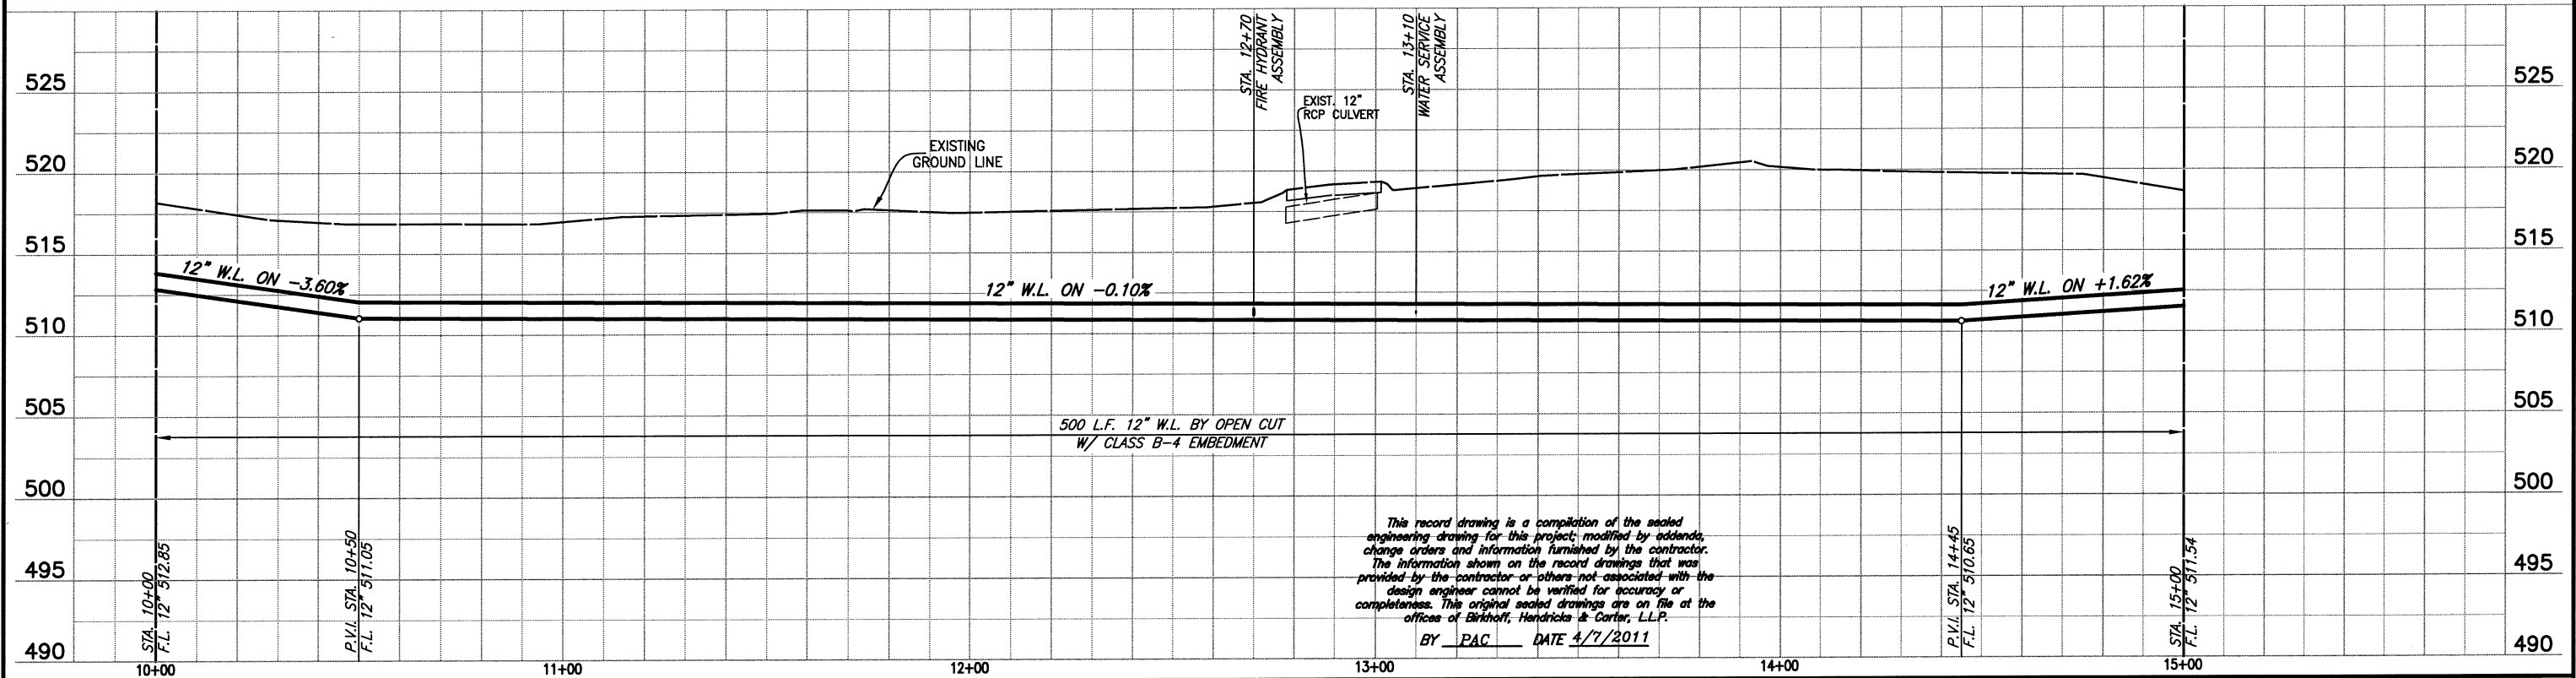 STA. 12+70
FIRE HYDRANT
ASSEMBLY
STA. 13+10
WATER SERVICE
ASSEMBLY
525
525
EXIST. 12"
RCP CULVERT
EXISTING
GROUND LINE
520
520
515
515
12" W.L. ON -3.60%
12" W.L. ON -0.10%
12" W.L. ON +1.62%
510
510
505
505
500 L.F. 12" W.L. BY OPEN CUT
W/ CLASS B-4 EMBEDMENT
500
500
This record drawing is a compilation of the sealed
engineering drawing for this project; modified by addenda,
change orders and information furnished by the contractor.
The information shown on the record drawings that was
provided by the contractor or others not associated with the
design engineer cannot be verified for accuracy or
completeness. This original sealed drawings are on file at the
offices of Birkhoff, Hendricks & Carter, L.L.P.
BY PAC DATE 4/7/2011
495
495
STA. 10+00
F.L. 12" 512.85
P.V.I. STA. 10+50
F.L. 12" 511.05
P.V.I. STA. 14+45
F.L. 12" 510.65
STA. 15+00
F.L. 12" 511.54
490
490
10+00
11+00
12+00
13+00
14+00
15+00